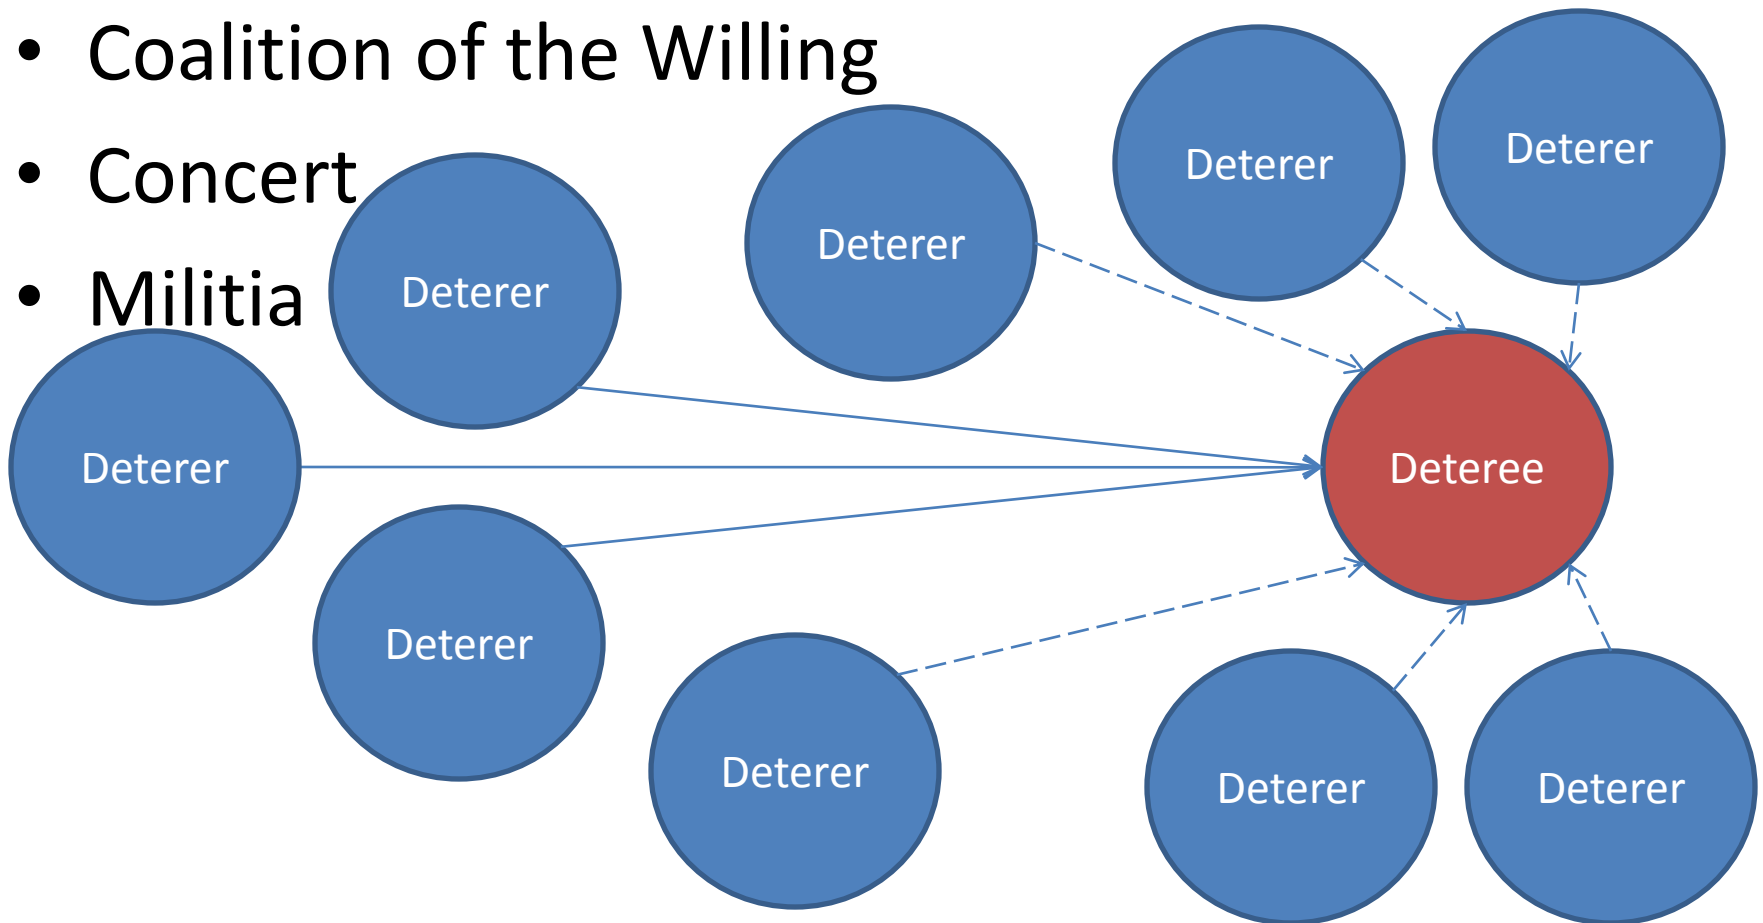 • Coalition of the Willing
• Concert
• Militia
Deterer
Deterer
Deterer
Deterer
Deterer
Deterer
Deteree
Deterer
Deterer
Deterer
Deterer